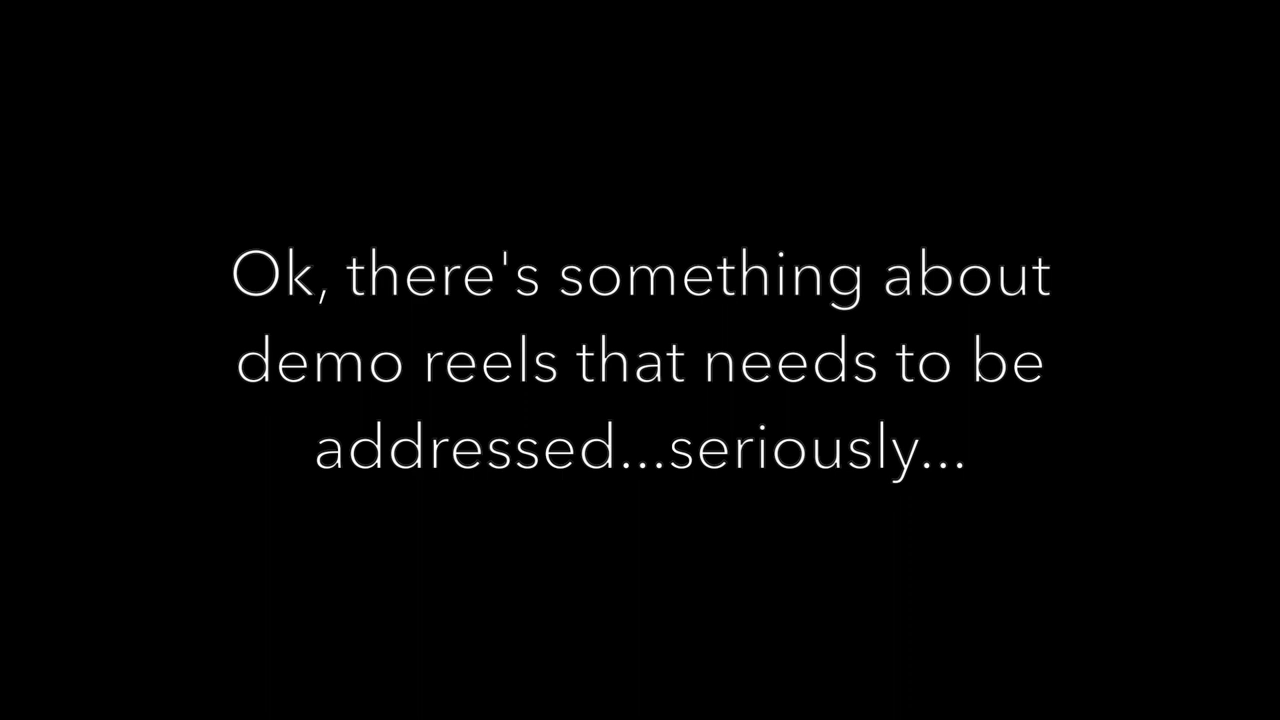 Ok, there's something about
demo reels that needs to be
addressed...seriously...